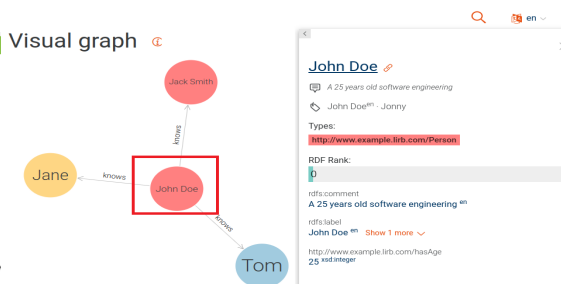 en
Visual graph
Jack Smith
knows
Jane
knows
John Doe
knows
Tom
John Doe
A 25 years old software engineering
John Doe en - Jonny
Types:
http://www.example.lirb.com/Person
RDF Rank:
0
rdfs:comment
A 25 years old software engineering en
rdfs:label
John Doe en Show 1 more
http://www.example.lirb.com/hasAge
25 xsd:integer